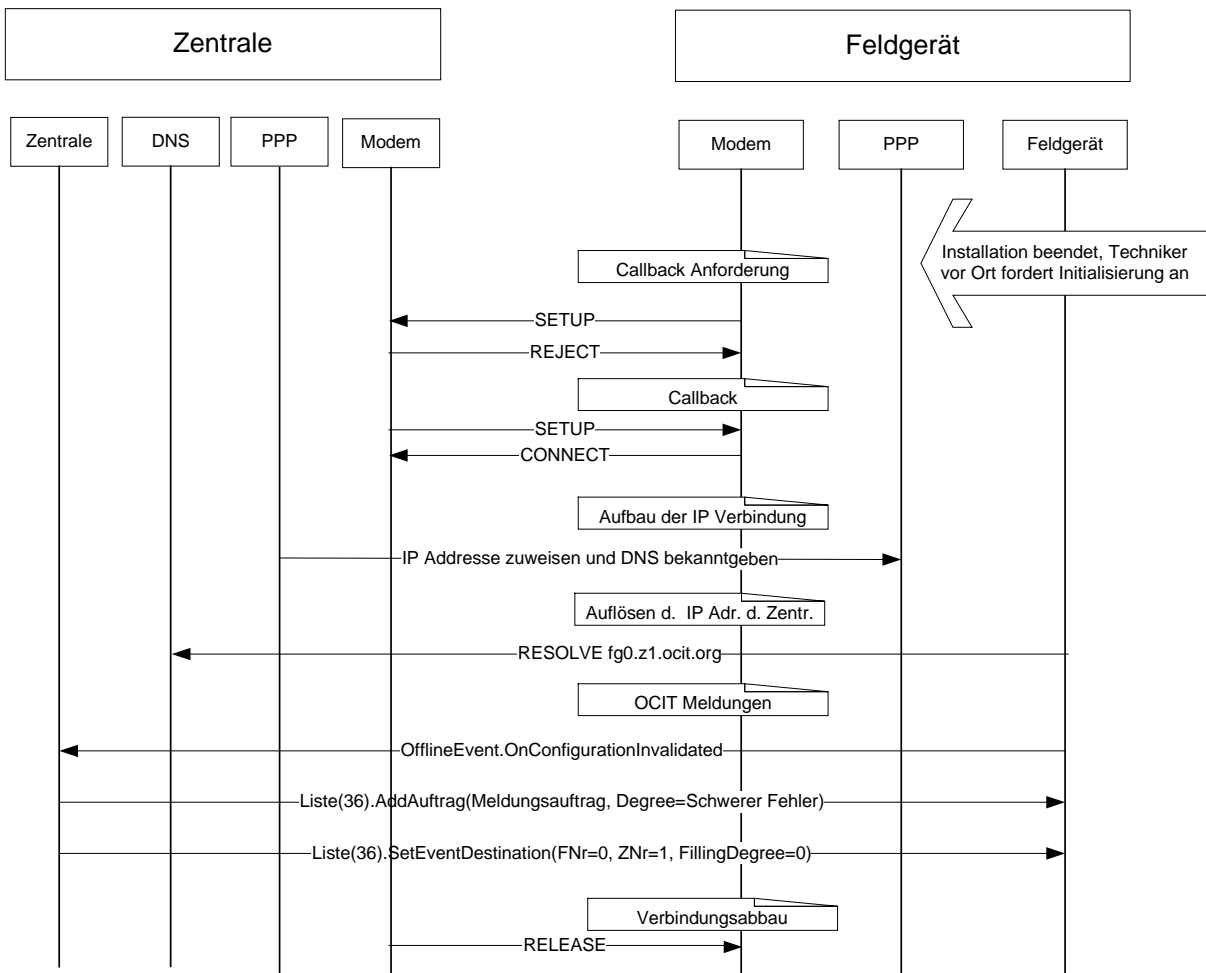 Zentrale
Feldgerät
Zentrale
DNS
PPP
Modem
Modem
PPP
Feldgerät
Installation beendet, Techniker
vor Ort fordert Initialisierung an
Callback Anforderung
SETUP
REJECT
Callback
SETUP
CONNECT
Aufbau der IP Verbindung
IP Addresse zuweisen und DNS bekanntgeben
Auflösen d. IP Adr. d. Zentr.
RESOLVE fg0.z1.ocit.org
OCIT Meldungen
OfflineEvent.OnConfigurationInvalidated
Liste(36).AddAuftrag(Meldungsauftrag, Degree=Schwerer Fehler)
Liste(36).SetEventDestination(FNr=0, ZNr=1, FillingDegree=0)
Verbindungsabbau
RELEASE